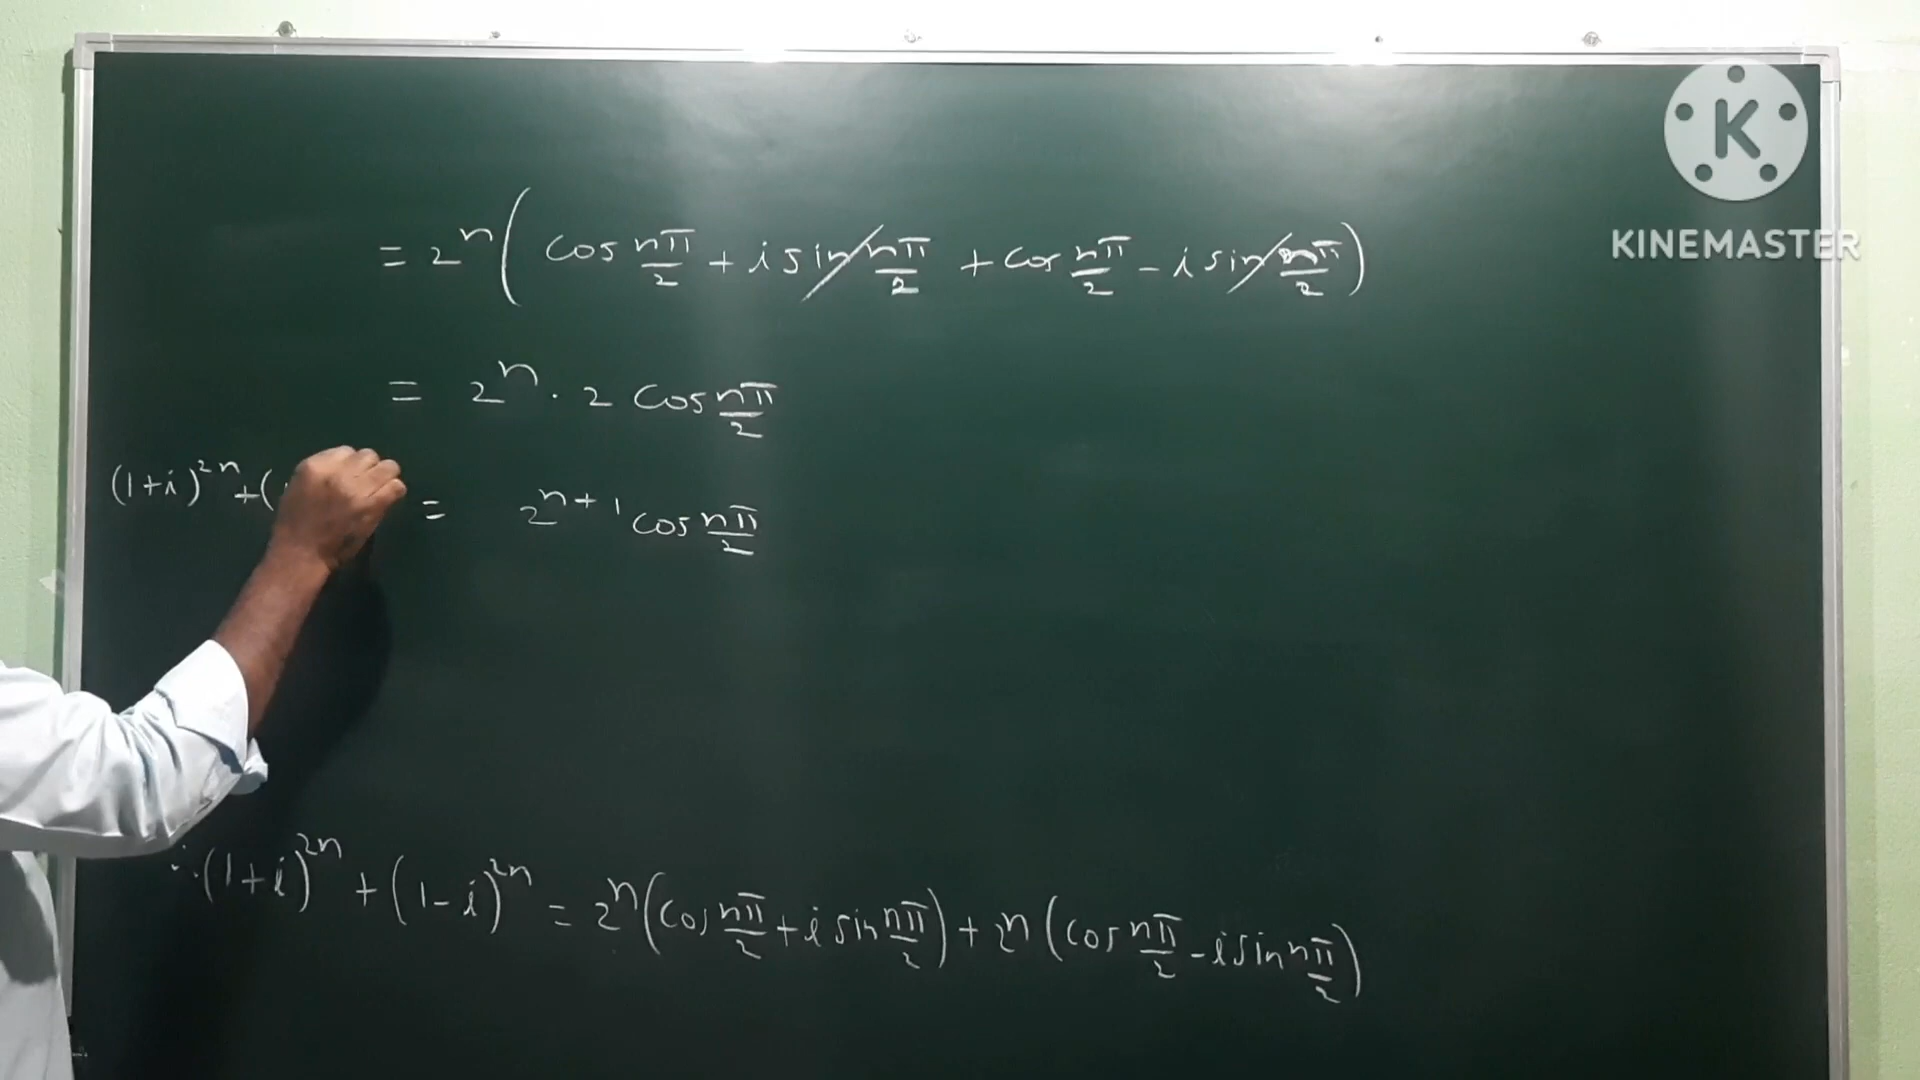 = 2^n ( cos nπ/2 + i sin nπ/2 + cos nπ/2 - i sin nπ/2 )
= 2^n · 2 cos nπ/2
(1+i)^2n + ( = 2^n+1 cos nπ/2
∴ (1+i)^2n + (1-i)^2n = 2^n (cos nπ/2 + i sin nπ/2) + 2^n (cos nπ/2 - i sin nπ/2)
K
KINEMASTER